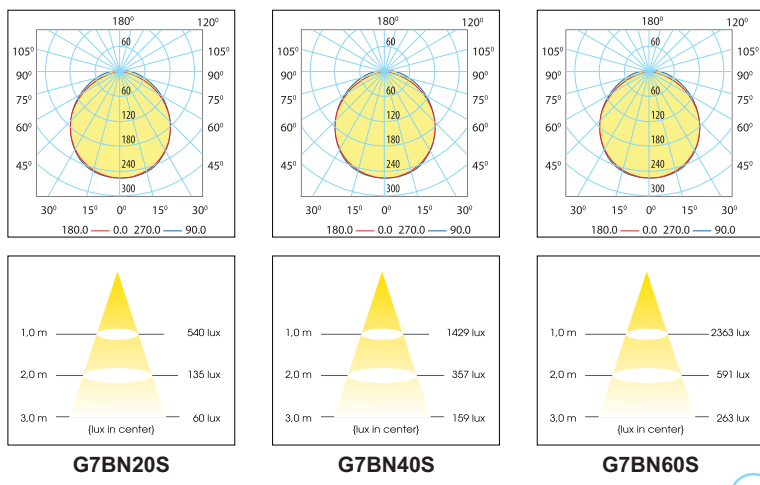 180⁰ 120⁰
60
105⁰ 105⁰
90⁰ 90⁰
60
75⁰ 75⁰
120
60⁰ 60⁰
180
45⁰ 240 45⁰
300
30⁰ 15⁰ 0⁰ 15⁰ 30⁰
180.0 0.0 270.0 90.0
180⁰ 120⁰
60
105⁰ 105⁰
90⁰ 90⁰
60
75⁰ 75⁰
120
60⁰ 60⁰
180
45⁰ 240 45⁰
300
30⁰ 15⁰ 0⁰ 15⁰ 30⁰
180.0 0.0 270.0 90.0
180⁰ 120⁰
60
105⁰ 105⁰
90⁰ 90⁰
60
75⁰ 75⁰
120
60⁰ 60⁰
180
45⁰ 240 45⁰
300
30⁰ 15⁰ 0⁰ 15⁰ 30⁰
180.0 0.0 270.0 90.0
1,0 m 540 lux
2,0 m 135 lux
3,0 m 60 lux
{lux in center}
G7BN20S
1,0 m 1429 lux
2,0 m 357 lux
3,0 m 159 lux
{lux in center}
G7BN40S
1,0 m 2363 lux
2,0 m 591 lux
3,0 m 263 lux
{lux in center}
G7BN60S